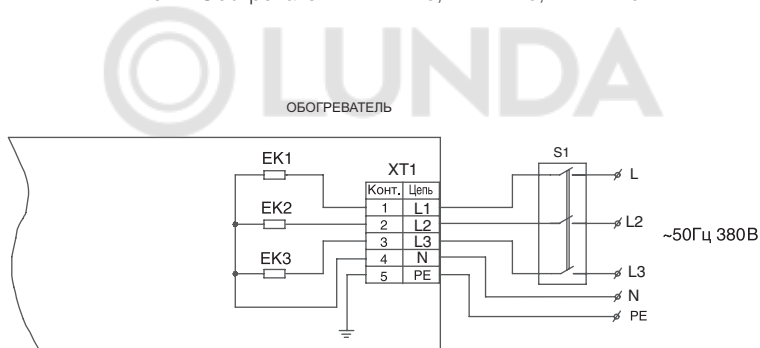 LUNDA
ОБОГРЕВАТЕЛЬ
EK1
EK2
EK3
XT1
Конт. Цепь
1 L1
2 L2
3 L3
4 N
5 PE
S1
L
L2
L3
N
PE
~50Гц 380В